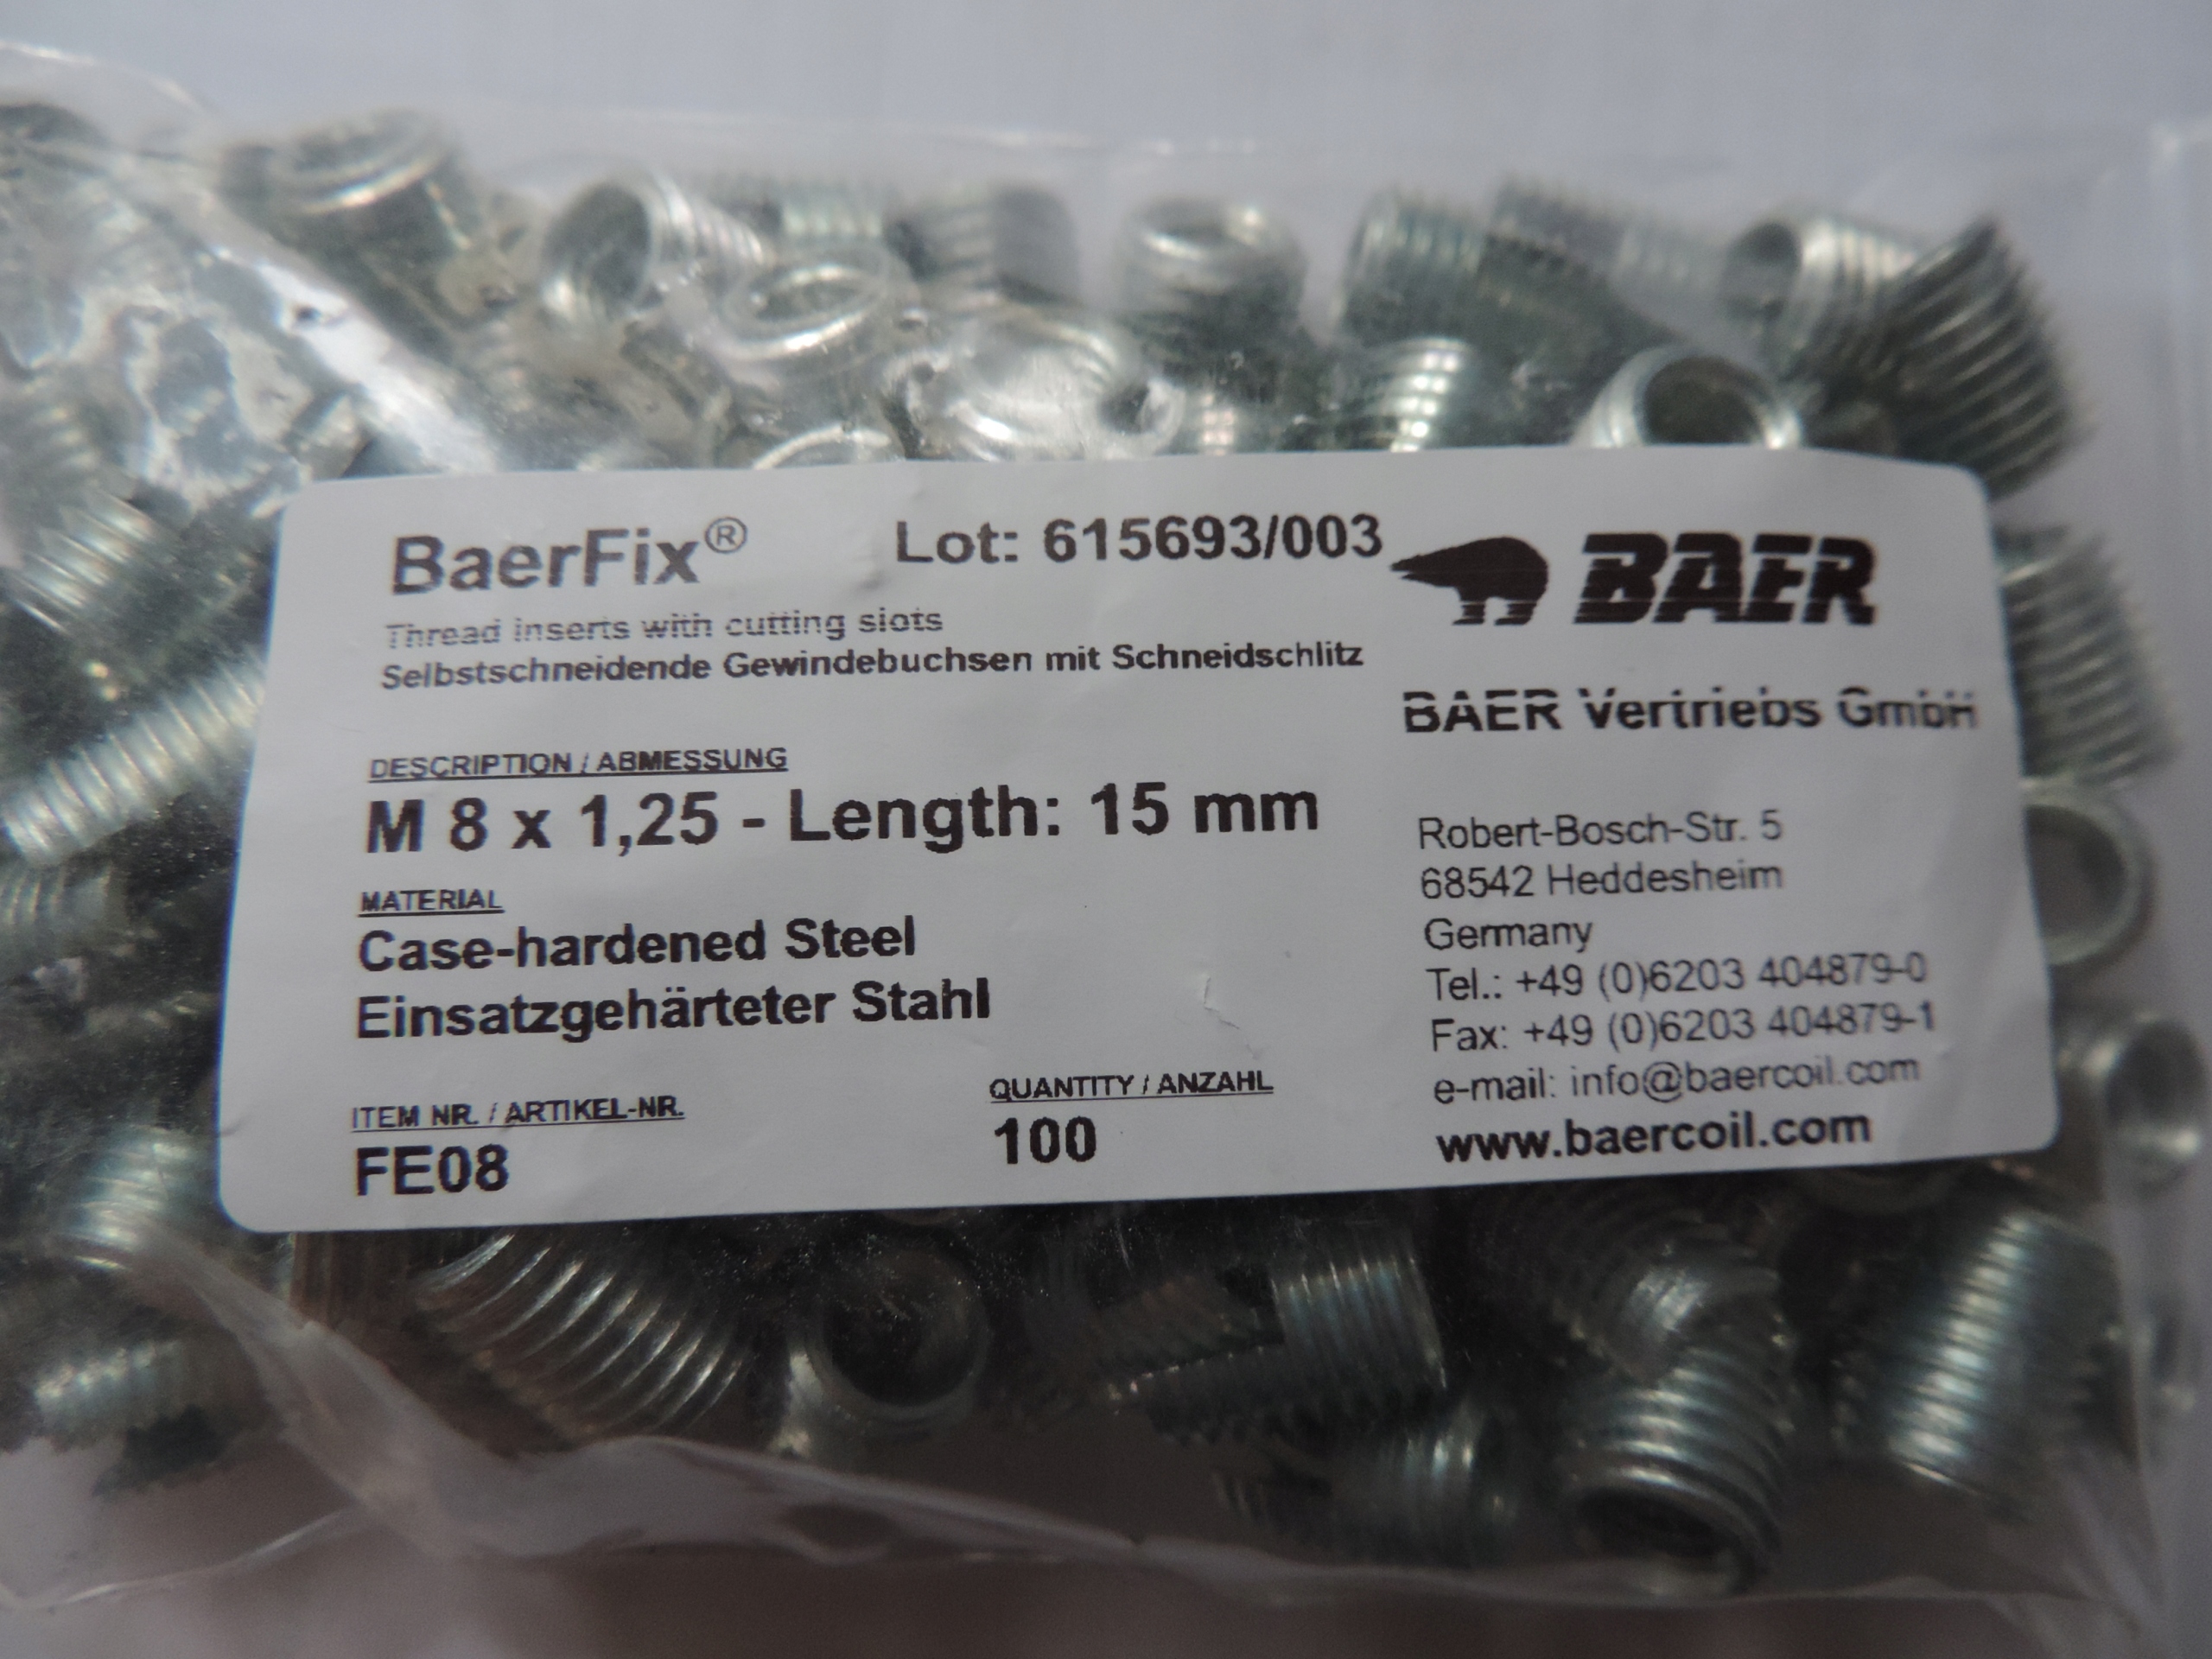 BaerFix® Lot: 615693/003
Thread inserts with cutting slots
Selbstschneidende Gewindebuchsen mit Schneidschlitz
DESCRIPTION / ABMESSUNG
M 8 x 1,25 - Length: 15 mm
MATERIAL
Case-hardened Steel
Einsatzgehärteter Stahl
ITEM NR. / ARTIKEL-NR.
FE08
QUANTITY / ANZAHL
100
BAER
BAER Vertriebs GmbH
Robert-Bosch-Str. 5
68542 Heddesheim
Germany
Tel.: +49 (0)6203 404879-0
Fax: +49 (0)6203 404879-1
e-mail: info@baercoil.com
www.baercoil.com